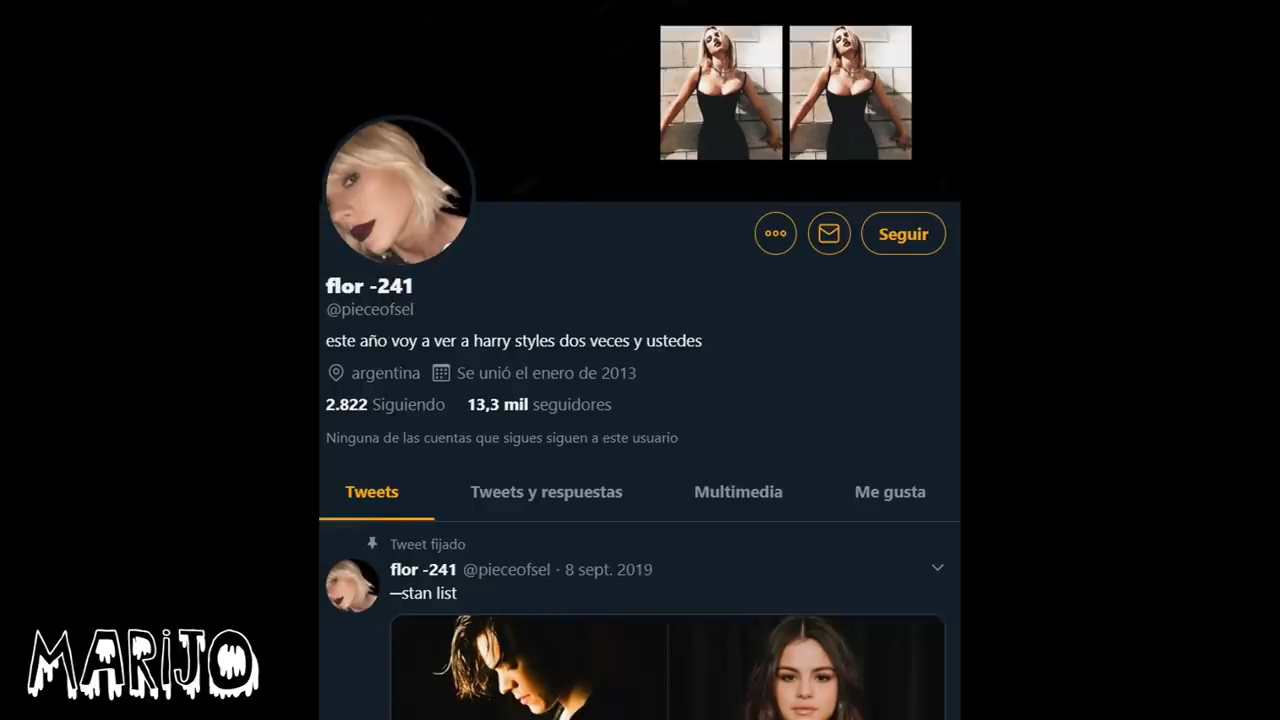 Seguir
flor -241
@pieceofsel
este año voy a ver a harry styles dos veces y ustedes
argentina Se unió el enero de 2013
2.822 Siguiendo 13,3 mil seguidores
Ninguna de las cuentas que sigues siguen a este usuario
Tweets Tweets y respuestas Multimedia Me gusta
Tweet fijado
flor -241 @pieceofsel · 8 sept. 2019
—stan list
MARiJO